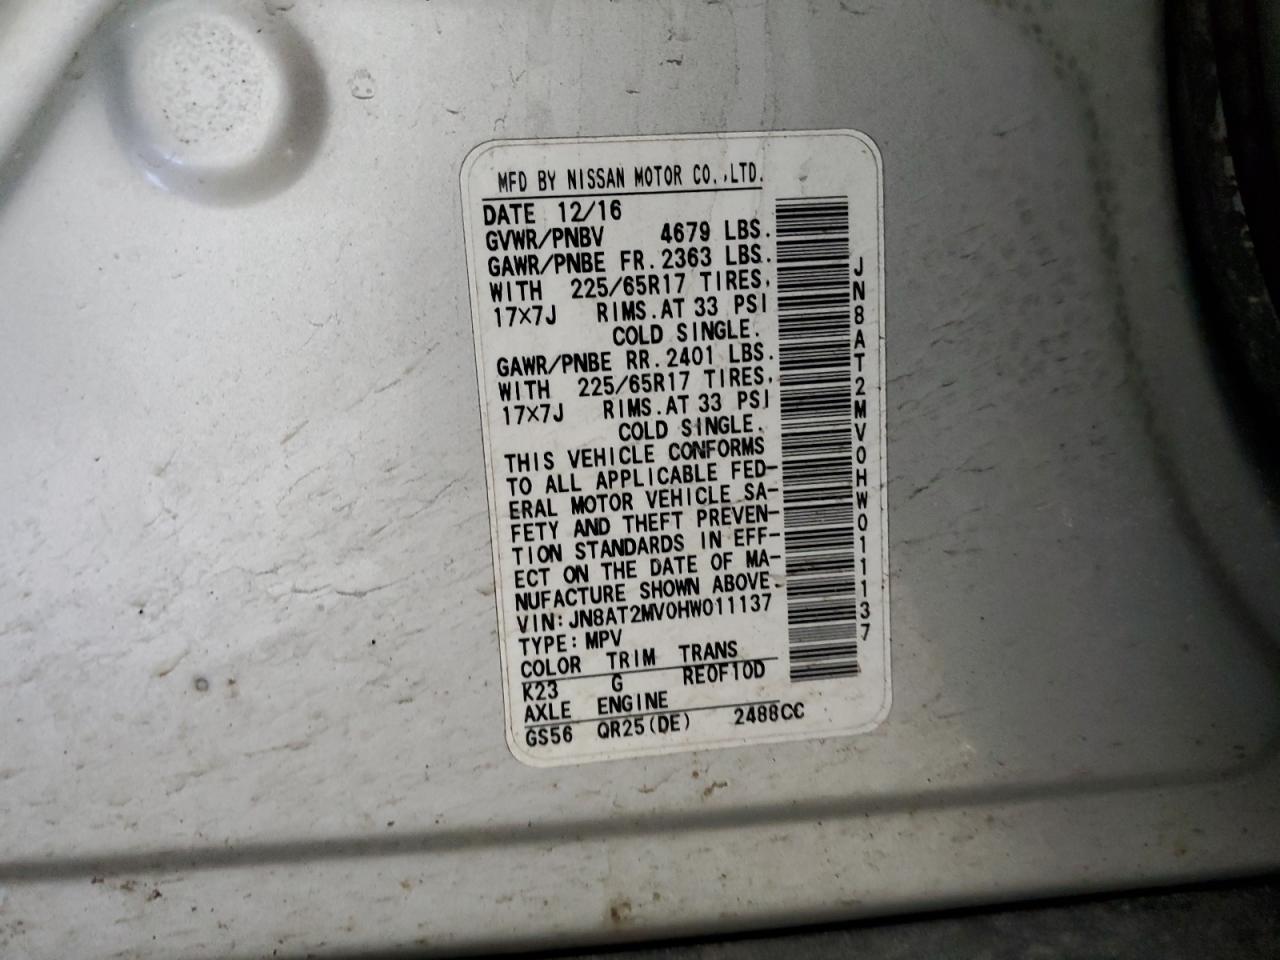 MFD BY NISSAN MOTOR CO.,LTD.
DATE 12/16
GVWR/PNBV 4679 LBS.
GAWR/PNBE FR. 2363 LBS.
WITH 225/65R17 TIRES,
17×7J RIMS. AT 33 PSI
COLD SINGLE.
GAWR/PNBE RR. 2401 LBS.
WITH 225/65R17 TIRES,
17×7J RIMS. AT 33 PSI
COLD SINGLE.
THIS VEHICLE CONFORMS
TO ALL APPLICABLE FED-
ERAL MOTOR VEHICLE SA-
FETY AND THEFT PREVEN-
TION STANDARDS IN EFF-
ECT ON THE DATE OF MA-
NUFACTURE SHOWN ABOVE.
VIN: JN8AT2MV0HW011137
TYPE: MPV
COLOR TRIM TRANS
K23 G RE0F10D
AXLE ENGINE
GS56 QR25(DE) 2488CC
JN8AT2MV0HW011137